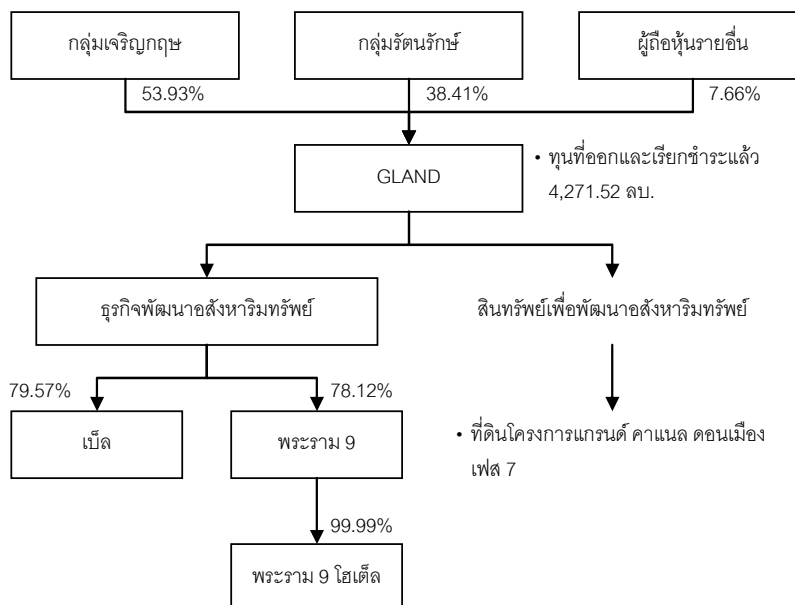 กลุ่มเจริญกฤษ
กลุ่มรัตนรักษ์
ผู้ถือหุ้นรายอื่น
53.93%
38.41%
7.66%
GLAND
• ทุนที่ออกและเรียกชำระแล้ว
4,271.52 ลบ.
ธุรกิจพัฒนาอสังหาริมทรัพย์
สินทรัพย์เพื่อพัฒนาอสังหาริมทรัพย์
79.57%
78.12%
เบ็ล
พระราม 9
• ที่ดินโครงการแกรนด์ คาแนล ดอนเมือง
เฟส 7
99.99%
พระราม 9 โฮเต็ล